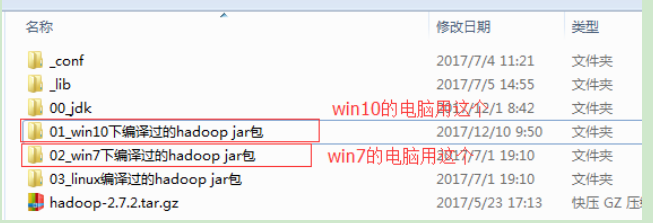 名称 修改日期 类型
_conf 2017/7/4 11:21 文件夹
_lib 2017/7/5 14:55 文件夹
00_jdk 2017/12/1 8:42 文件夹
win10的电脑用这个
01_win10下编译过的hadoop jar包 2017/12/10 9:50 文件夹
02_win7下编译过的hadoop jar包 win7的电脑用这个 2017/7/1 19:10 文件夹
03_linux编译过的hadoop jar包 2017/7/1 19:10 文件夹
hadoop-2.7.2.tar.gz 2017/5/23 17:13 快压 GZ 压